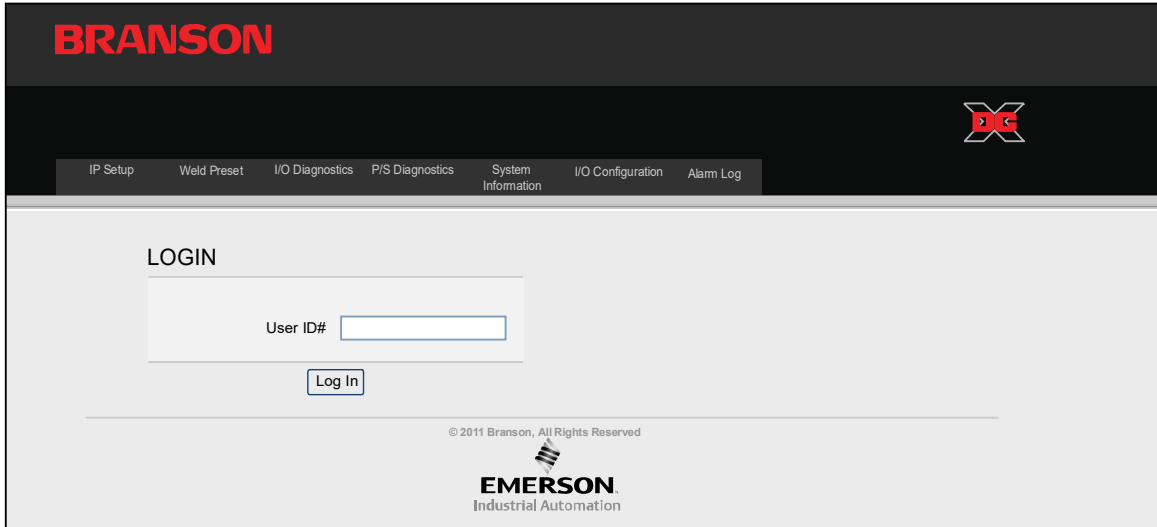 BRANSON
DC
IP Setup
Weld Preset
I/O Diagnostics
P/S Diagnostics
System
Information
I/O Configuration
Alarm Log
LOGIN
User ID#
Log In
© 2011 Branson, All Rights Reserved
EMERSON.
Industrial Automation